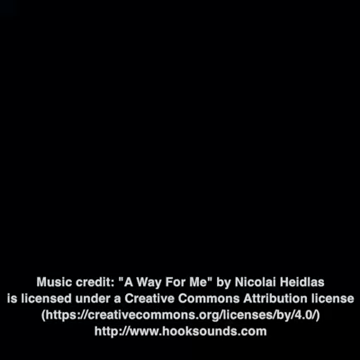 Music credit: "A Way For Me" by Nicolai Heidlas
is licensed under a Creative Commons Attribution license
(https://creativecommons.org/licenses/by/4.0/)
http://www.hooksounds.com